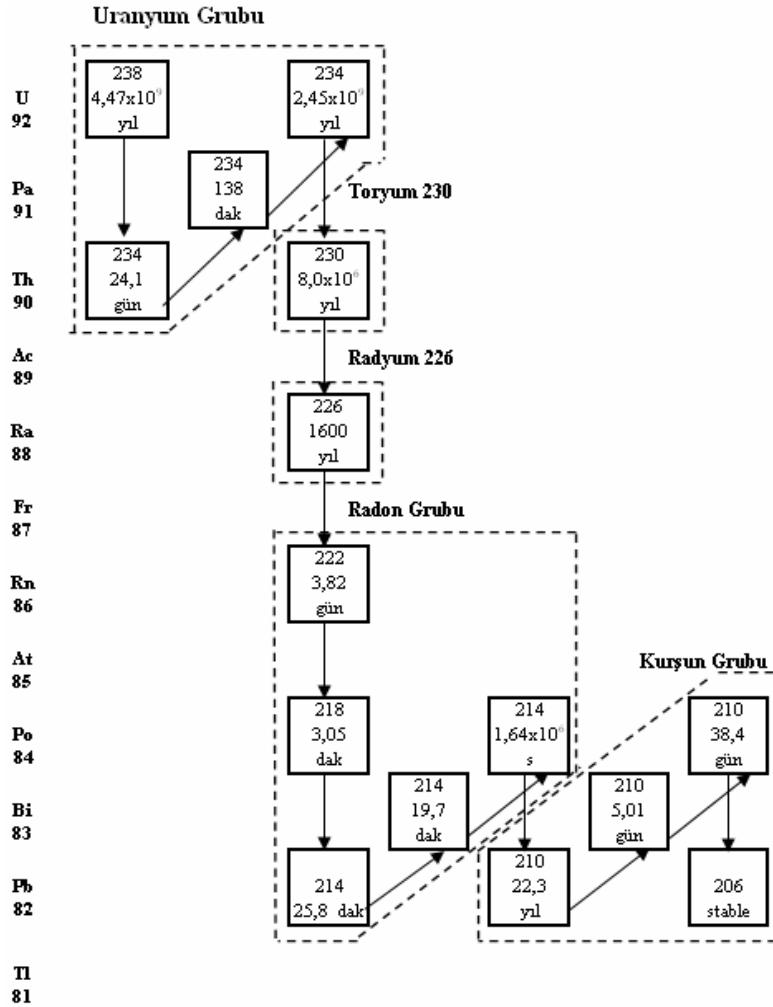 Uranyum Grubu
U
92
238
4,47x10⁹
yıl
234
2,45x10⁹
yıl
Pa
91
234
138
dak
Toryum 230
Th
90
234
24,1
gün
230
8,0x10⁶
yıl
Ac
89
Radyum 226
Ra
88
226
1600
yıl
Fr
87
Radon Grubu
Rn
86
222
3,82
gün
At
85
Kurşun Grubu
Po
84
218
3,05
dak
214
1,64x10⁶
s
210
38,4
gün
Bi
83
214
19,7
dak
210
5,01
gün
Pb
82
214
25,8 dak
210
22,3
yıl
206
stable
Tl
81